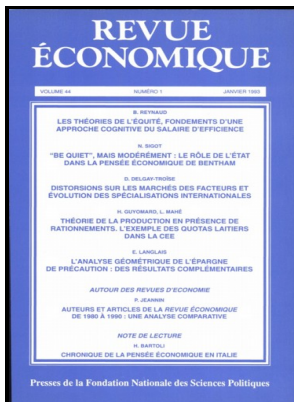 REVUE
ÉCONOMIQUE
VOLUME 44
NUMÉRO 1
JANVIER 1993
B. REYNAUD
LES THÉORIES DE L'ÉQUITÉ, FONDEMENTS D'UNE
APPROCHE COGNITIVE DU SALAIRE D'EFFICIENCE
N. SIGOT
"BE QUIET", MAIS MODÉRÉMENT : LE RÔLE DE L'ÉTAT
DANS LA PENSÉE ÉCONOMIQUE DE BENTHAM
D. DELGAY-TROÏSE
DISTORSIONS SUR LES MARCHÉS DES FACTEURS ET
ÉVOLUTION DES SPÉCIALISATIONS INTERNATIONALES
H. GUYOMARD, L. MAHÉ
THÉORIE DE LA PRODUCTION EN PRÉSENCE DE
RATIONNEMENTS. L'EXEMPLE DES QUOTAS LAITIERS
DANS LA CEE
E. LANGLAIS
L'ANALYSE GÉOMÉTRIQUE DE L'ÉPARGNE
DE PRÉCAUTION : DES RÉSULTATS COMPLÉMENTAIRES
AUTOUR DES REVUES D'ECONOMIE
P. JEANNIN
AUTEURS ET ARTICLES DE LA REVUE ÉCONOMIQUE
DE 1980 À 1990 : UNE ANALYSE COMPARATIVE
NOTE DE LECTURE
H. BARTOLI
CHRONIQUE DE LA PENSÉE ÉCONOMIQUE EN ITALIE
Presses de la Fondation Nationale des Sciences Politiques